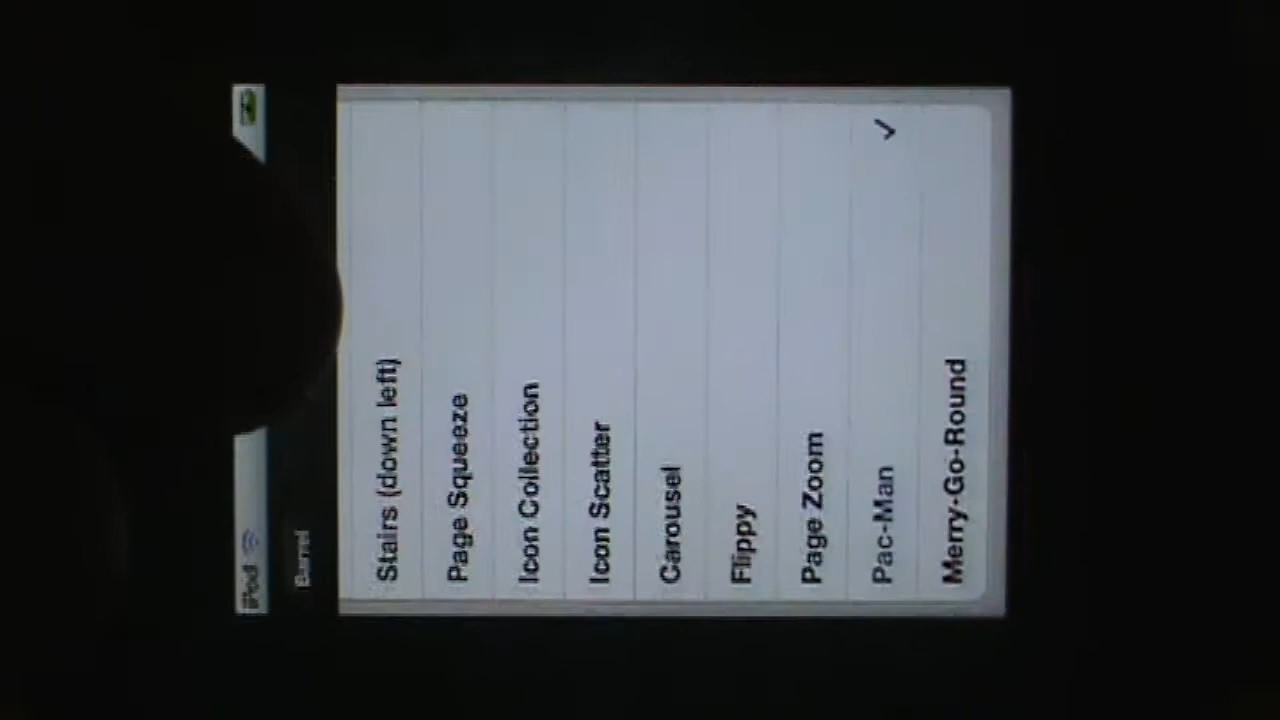 iPod
Barrel
Stairs (down left)
Page Squeeze
Icon Collection
Icon Scatter
Carousel
Flippy
Page Zoom
Pac-Man
Merry-Go-Round